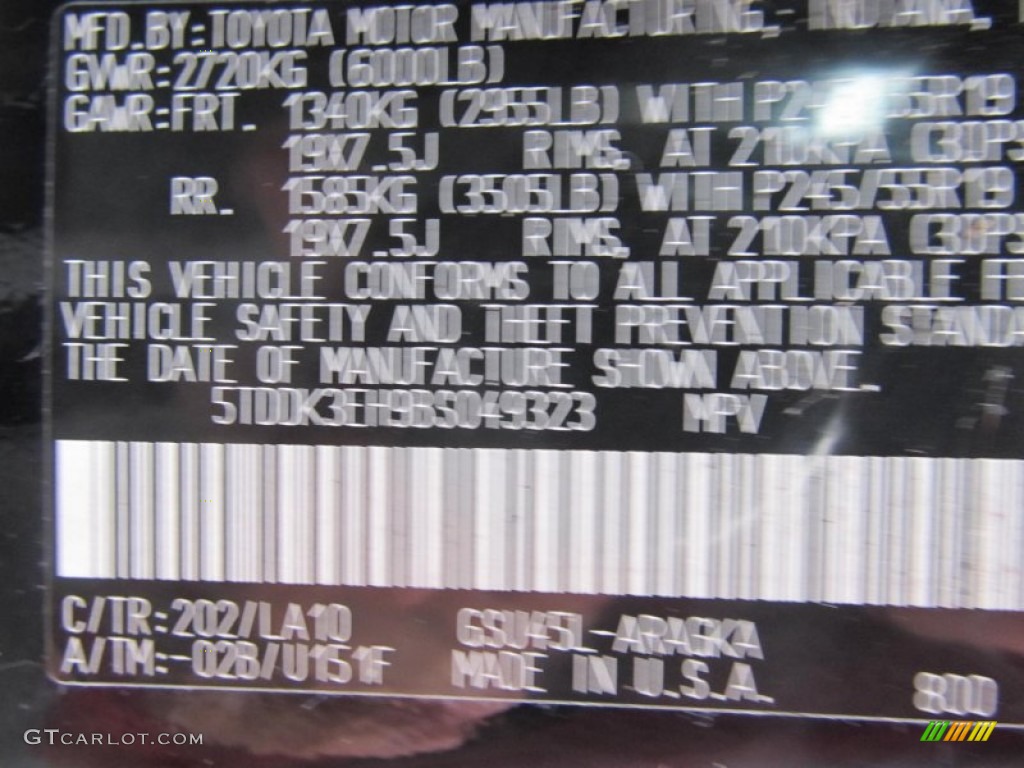 MFD. BY: TOYOTA MOTOR MANUFACTURING, INDIANA,
GVWR: 2720KG (6000LB)
GAWR: FRT. 1340KG (2955LB) WITH P245/55R19
19X7.5J RIMS, AT 210KPA (30PS
RR. 1585KG (3505LB) WITH P245/55R19
19X7.5J RIMS, AT 210KPA (30PS
THIS VEHICLE CONFORMS TO ALL APPLICABLE FE
VEHICLE SAFETY AND THEFT PREVENTION STANDA
THE DATE OF MANUFACTURE SHOWN ABOVE.
5TDDK3EH9BS049323 MPV
C/TR: 202/LA10 GSU45L-ARAGKA
A/TM: -02B/U151F MADE IN U.S.A.
800
GTCARLOT.COM